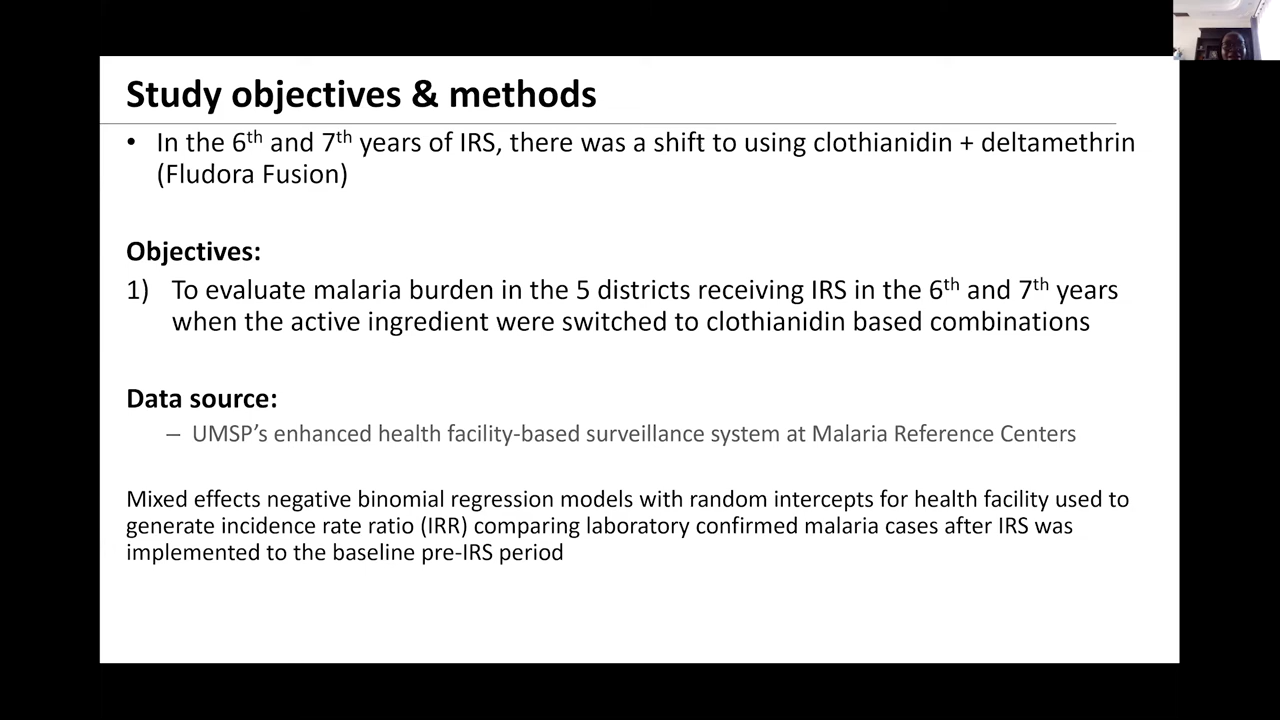 Study objectives & methods
• In the 6th and 7th years of IRS, there was a shift to using clothianidin + deltamethrin
(Fludora Fusion)
Objectives:
1) To evaluate malaria burden in the 5 districts receiving IRS in the 6th and 7th years
when the active ingredient were switched to clothianidin based combinations
Data source:
– UMSP's enhanced health facility-based surveillance system at Malaria Reference Centers
Mixed effects negative binomial regression models with random intercepts for health facility used to
generate incidence rate ratio (IRR) comparing laboratory confirmed malaria cases after IRS was
implemented to the baseline pre-IRS period